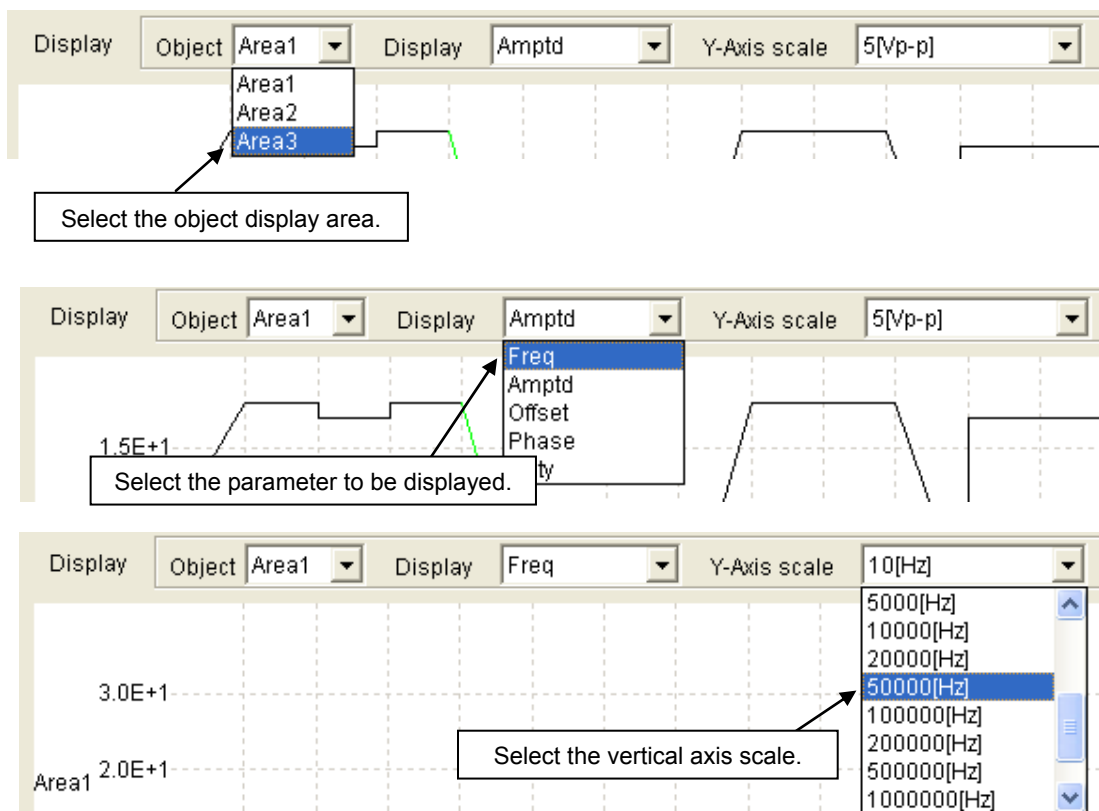 Display Object Area1 Display Amptd Y-Axis scale 5[Vp-p]
Area1
Area2
Area3
Select the object display area.
Display Object Area1 Display Amptd Y-Axis scale 5[Vp-p]
Freq
Amptd
Offset
Phase
1.5E+1
ty
Select the parameter to be displayed.
Display Object Area1 Display Freq Y-Axis scale 10[Hz]
5000[Hz]
10000[Hz]
20000[Hz]
50000[Hz]
3.0E+1
100000[Hz]
200000[Hz]
Select the vertical axis scale.
500000[Hz]
Area1 2.0E+1
1000000[Hz]